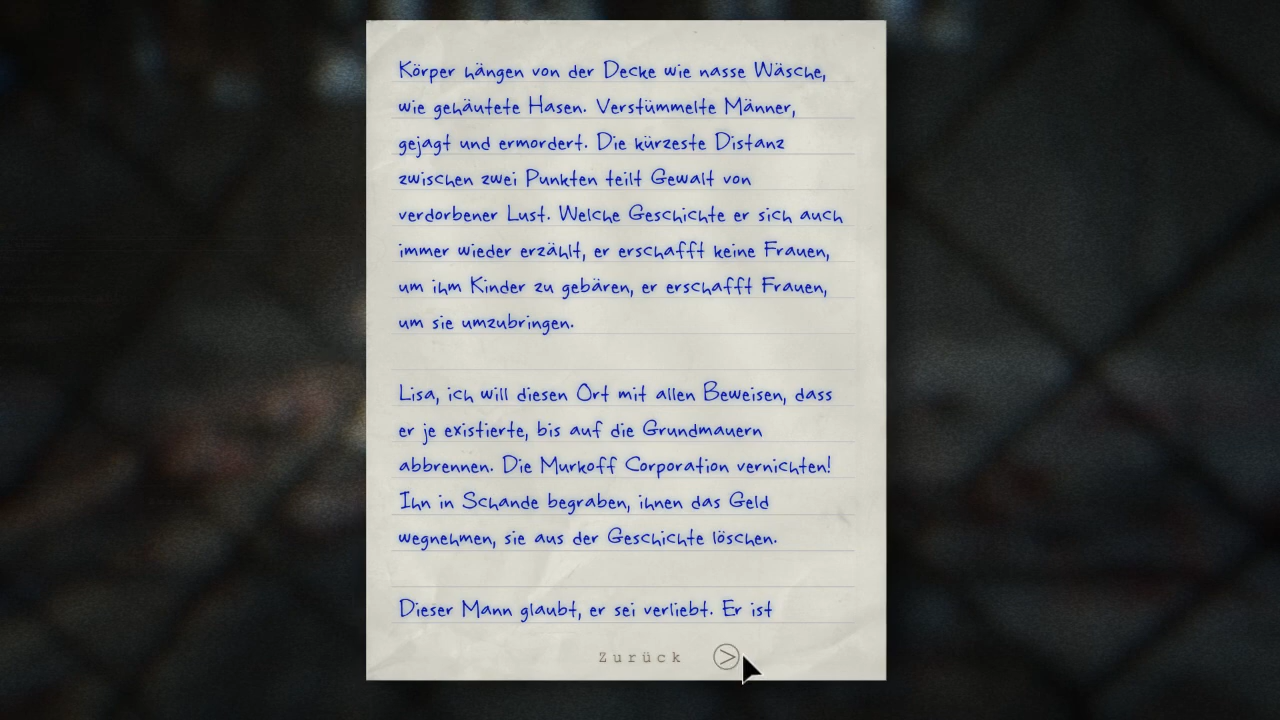 Körper hängen von der Decke wie nasse Wäsche,
wie gehäutete Hasen. Verstümmelte Männer,
gejagt und ermordert. Die kürzeste Distanz
zwischen zwei Punkten teilt Gewalt von
verdorbener Lust. Welche Geschichte er sich auch
immer wieder erzählt, er erschafft keine Frauen,
um ihm Kinder zu gebären, er erschafft Frauen,
um sie umzubringen.
Lisa, ich will diesen Ort mit allen Beweisen, dass
er je existierte, bis auf die Grundmauern
abbrennen. Die Murkoff Corporation vernichten!
Ihn in Schande begraben, ihnen das Geld
wegnehmen, sie aus der Geschichte löschen.
Dieser Mann glaubt, er sei verliebt. Er ist
Zurück >